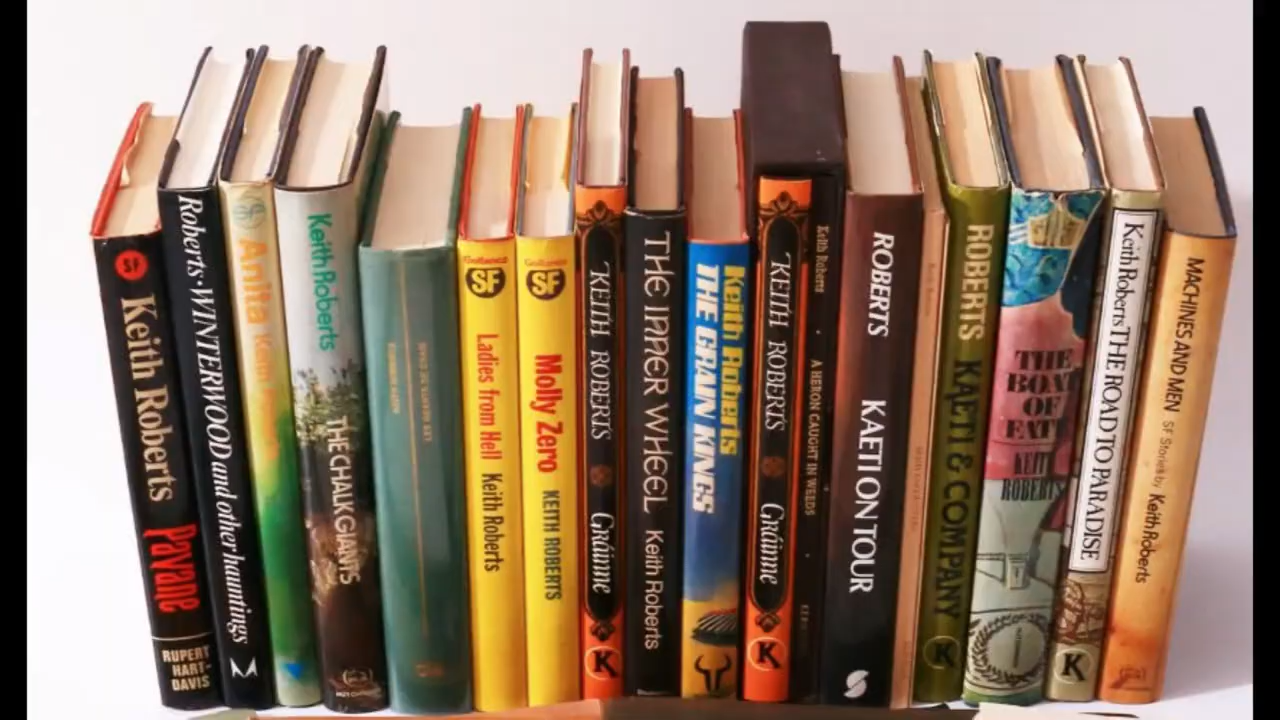 SF Keith Roberts Pavane
RUPERT
HART-
DAVIS
Roberts·WINTERWOOD and other hauntings
SF Anita
Keith Roberts THE CHALK GIANTS
Gollancz
SF
Ladies from Hell Keith Roberts
Gollancz
SF
Molly Zero KEITH ROBERTS
KEITH ROBERTS Gráinne K
THE IPPER WHEEL Keith Roberts
Keith Roberts
THE GRAIN KINGS
KEITH ROBERTS Gráinne K
Keith Roberts · A HERON CAUGHT IN WEEDS
ROBERTS KAETI ON TOUR
ROBERTS KAETI & COMPANY K
THE
BOAT
OF
FATE
KEITH
ROBERTS
Keith Roberts THE ROAD TO PARADISE K
MACHINES AND MEN SF Stories by Keith Roberts